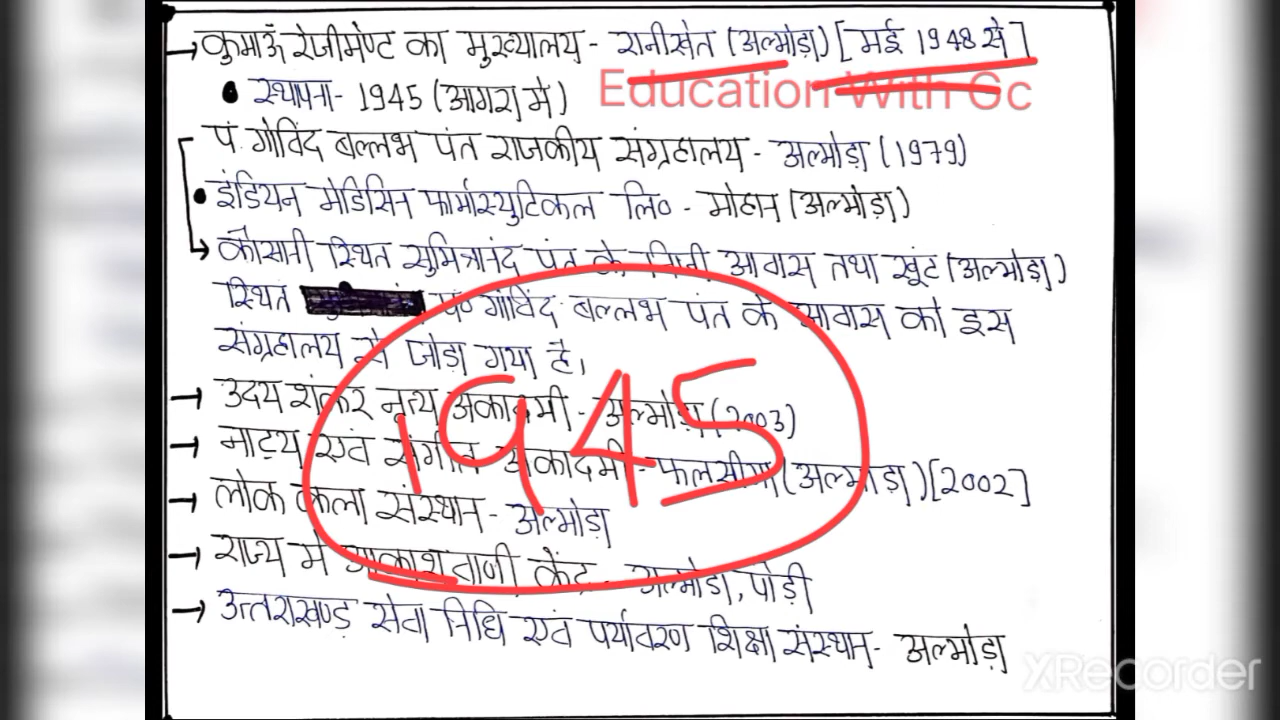 → कुमाऊँ रेजीमेण्ट का मुख्यालय - रानीखेत (अल्मोड़ा) [मई 1948 से]
• स्थापना - 1945 (आगरा में)
Education With Gc
पं. गोविंद बल्लभ पंत राजकीय संग्रहालय - अल्मोड़ा (1979)
• इंडियन मेडिसिन फार्मास्युटिकल लि० - मोहान (अल्मोड़ा)
→ कौसानी स्थित सुमित्रानंद पंत के निजी आवास तथा खूंट (अल्मोड़ा)
स्थित पं० गोविंद बल्लभ पंत के आवास को इस
संग्रहालय से जोड़ा गया है।
→ उदय शंकर नृत्य अकादमी - अल्मोड़ा (2003)
1945
→ नाट्य एवं संगीत अकादमी - फलसीमा (अल्मोड़ा) [2002]
→ लोक कला संस्थान - अल्मोड़ा
→ राज्य में आकाशवाणी केंद्र - अल्मोड़ा, पौड़ी
→ उत्तराखण्ड सेवा निधि एवं पर्यावरण शिक्षा संस्थान - अल्मोड़ा
XRecorder